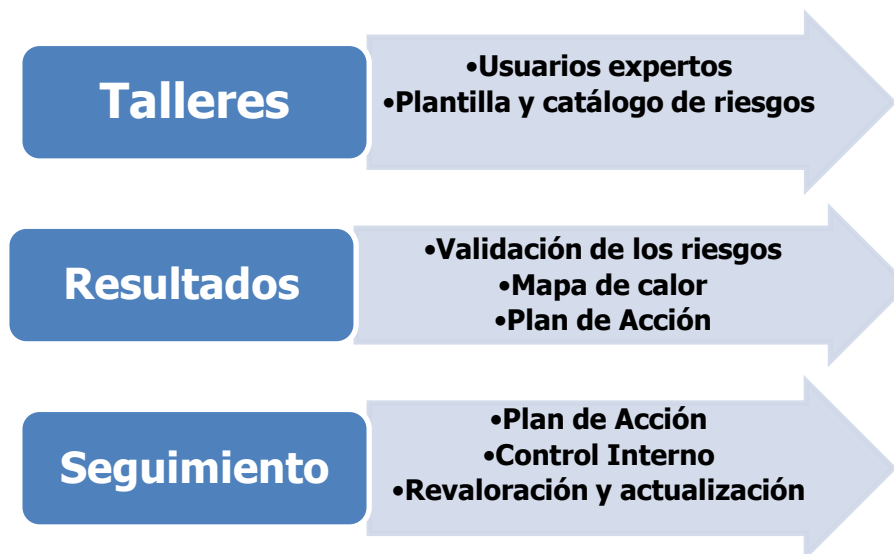 Talleres
•Usuarios expertos
•Plantilla y catálogo de riesgos
Resultados
•Validación de los riesgos
•Mapa de calor
•Plan de Acción
Seguimiento
•Plan de Acción
•Control Interno
•Revaloración y actualización